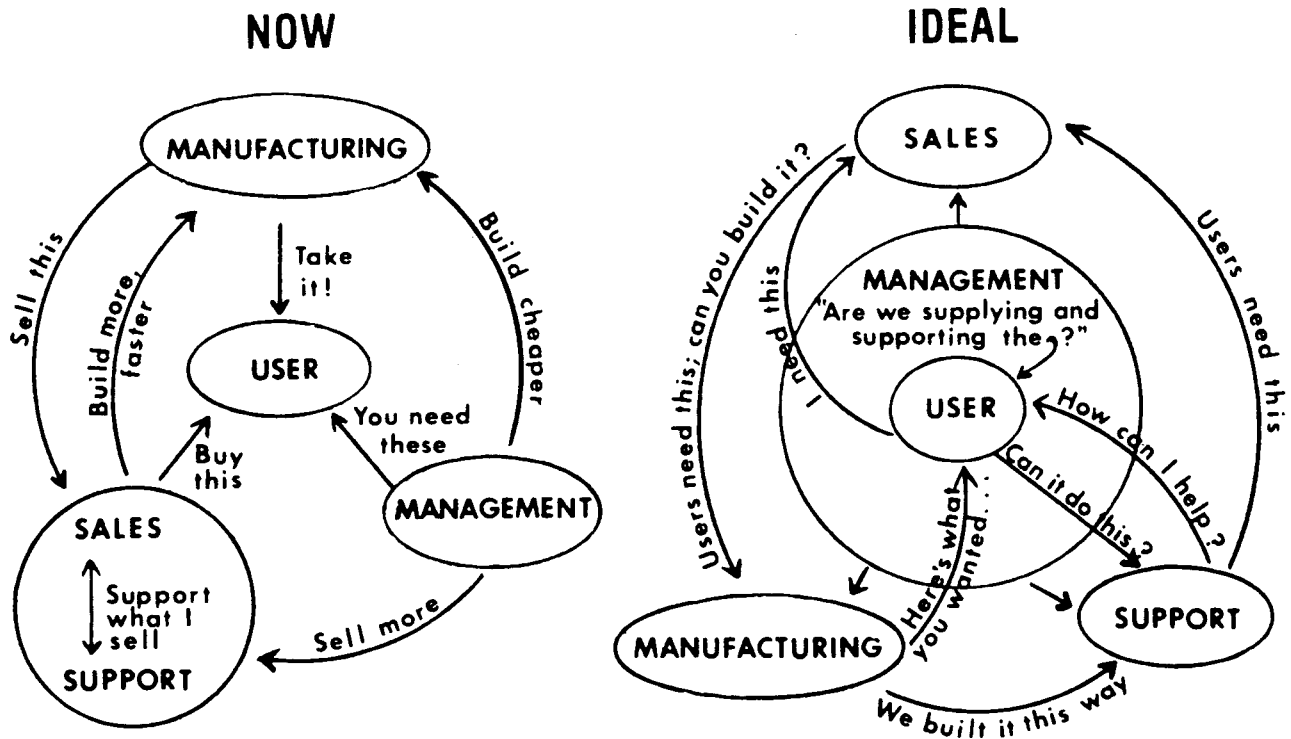 NOW
MANUFACTURING
Sell this
Build more,
faster
Take
it!
Build cheaper
USER
Buy
this
You need
these
MANAGEMENT
SALES
Support
what I
sell
SUPPORT
Sell more
IDEAL
SALES
Users need this; can you build it?
I need this
Users need this
MANAGEMENT
"Are we supplying and
supporting the ?"
USER
How can I help?
Can it do this?
Here's what
you wanted....
MANUFACTURING
SUPPORT
We built it this way